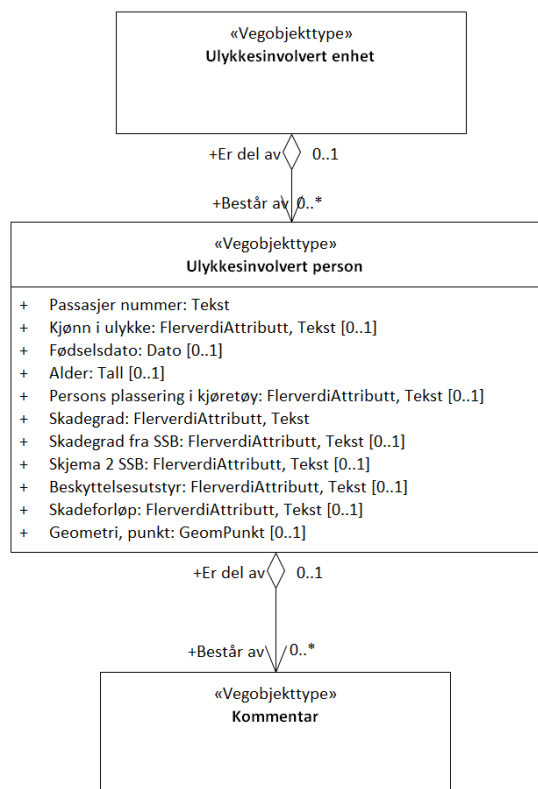 «Vegobjekttype»
Ulykkesinvolvert enhet
+Er del av 0..1
+Består av 0..*
«Vegobjekttype»
Ulykkesinvolvert person
+ Passasjer nummer: Tekst
+ Kjønn i ulykke: FlerverdiAttributt, Tekst [0..1]
+ Fødselsdato: Dato [0..1]
+ Alder: Tall [0..1]
+ Persons plassering i kjøretøy: FlerverdiAttributt, Tekst [0..1]
+ Skadegrad: FlerverdiAttributt, Tekst
+ Skadegrad fra SSB: FlerverdiAttributt, Tekst [0..1]
+ Skjema 2 SSB: FlerverdiAttributt, Tekst [0..1]
+ Beskyttelsesutstyr: FlerverdiAttributt, Tekst [0..1]
+ Skadeforløp: FlerverdiAttributt, Tekst [0..1]
+ Geometri, punkt: GeomPunkt [0..1]
+Er del av 0..1
+Består av 0..*
«Vegobjekttype»
Kommentar